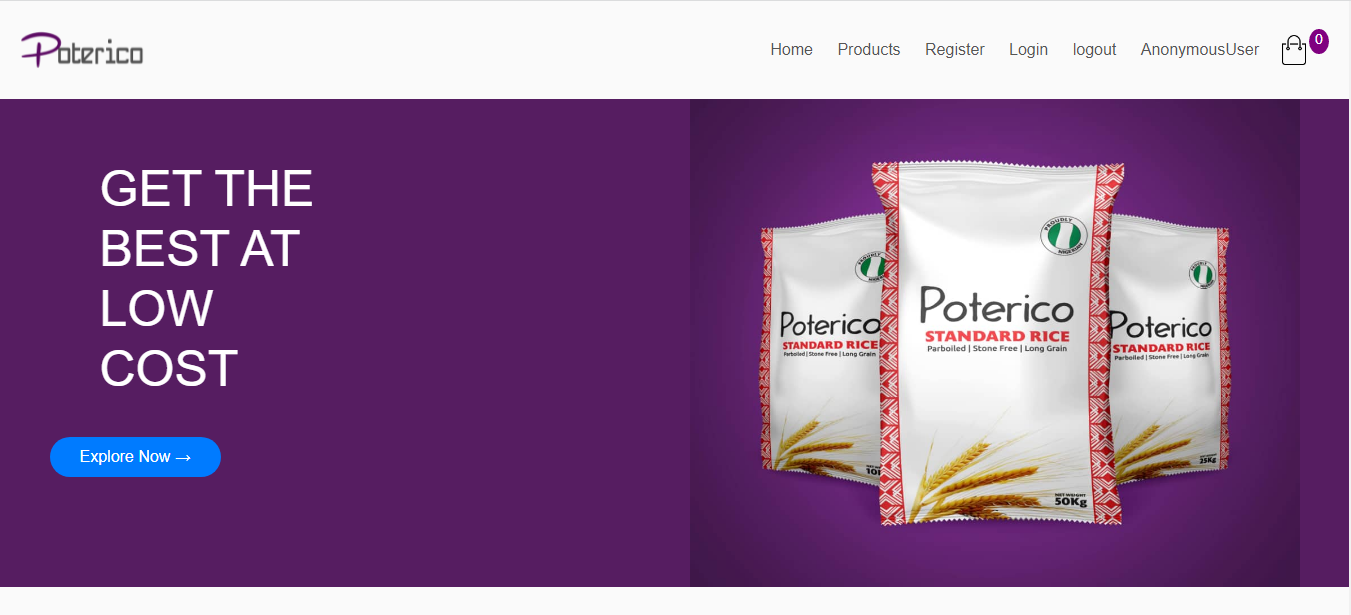 Poterico
Home Products Register Login logout AnonymousUser 0
GET THE
BEST AT
LOW
COST
Explore Now →
PROUDLY
Poterico
STANDARD RICE
Parboiled | Stone Free | Long Grain
PROUDLY
NIGERIAN
Poterico
STANDARD RICE
Parboiled | Stone Free | Long Grain
NET WEIGHT
50Kg
PROUDLY
Poterico
STANDARD RICE
Parboiled | Stone Free | Long Grain
25Kg